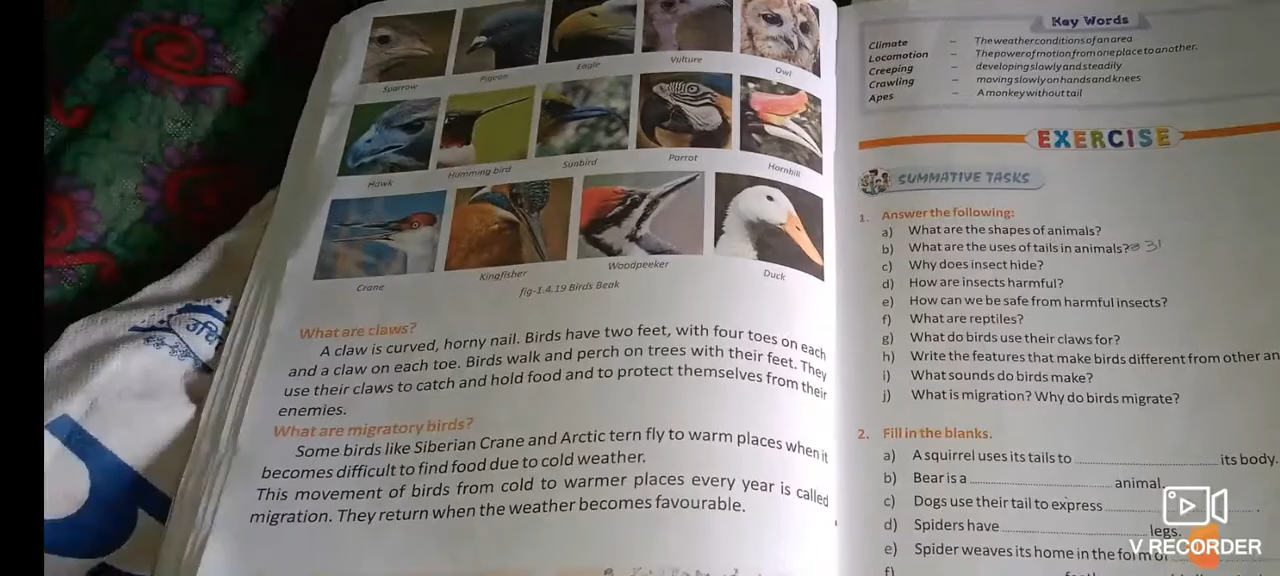 Sparrow
Pigeon
Eagle
Vulture
Owl
Hawk
Humming bird
Sunbird
Parrot
Hornhill
Crane
Kingfisher
Woodpeeker
Duck
fig-1.4.19 Birds Beak
What are claws?
A claw is curved, horny nail. Birds have two feet, with four toes on each
and a claw on each toe. Birds walk and perch on trees with their feet. They
use their claws to catch and hold food and to protect themselves from their
enemies.
What are migratory birds?
Some birds like Siberian Crane and Arctic tern fly to warm places when it
becomes difficult to find food due to cold weather.
This movement of birds from cold to warmer places every year is called
migration. They return when the weather becomes favourable.
Key Words
Climate – The weather conditions of an area
Locomotion – The power of motion from one place to another.
Creeping – developing slowly and steadily
Crawling – moving slowly on hands and knees
Apes – A monkey without tail
EXERCISE
SUMMATIVE TASKS
1. Answer the following:
a) What are the shapes of animals?
b) What are the uses of tails in animals? 31
c) Why does insect hide?
d) How are insects harmful?
e) How can we be safe from harmful insects?
f) What are reptiles?
g) What do birds use their claws for?
h) Write the features that make birds different from other an
i) What sounds do birds make?
j) What is migration? Why do birds migrate?
2. Fill in the blanks.
a) A squirrel uses its tails to .................... its body.
b) Bear is a .................... animal.
c) Dogs use their tail to express .................... .
d) Spiders have .................... legs.
e) Spider weaves its home in the form of
f)
V RECORDER